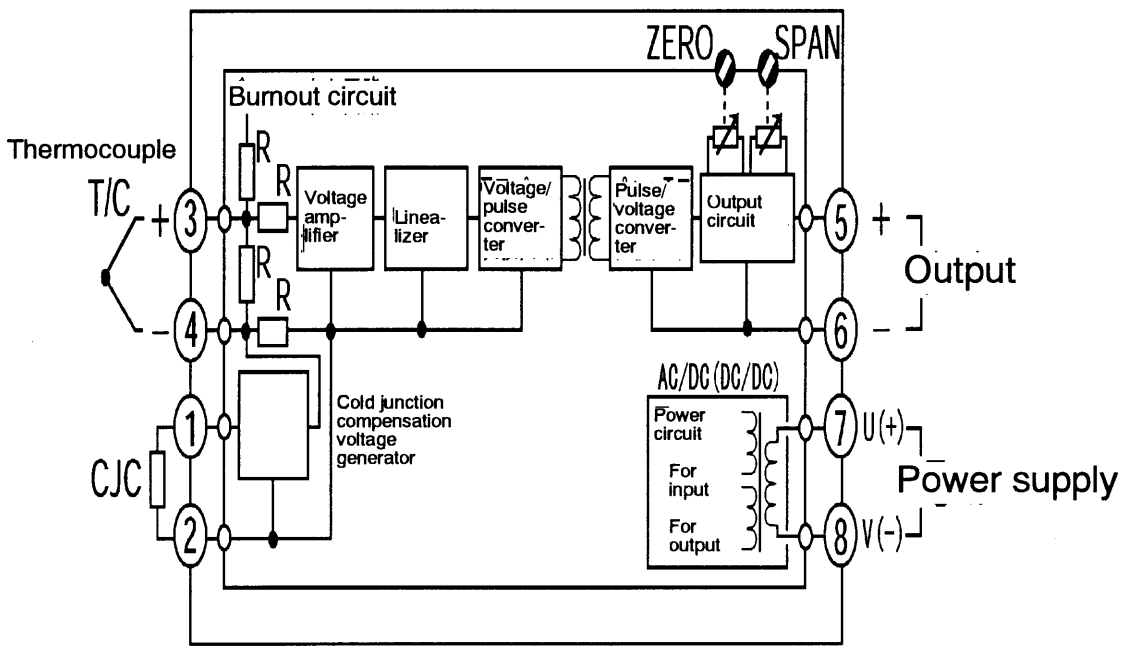 ZERO
SPAN
Burnout circuit
Thermocouple
T/C
+
3
R
R
Voltage
amp-
lifier
Linea-
lizer
Voltage/
pulse
conver-
ter
Pulse/
voltage
conver-
ter
Output
circuit
5
+
R
R
Output
−
4
6
−
AC/DC (DC/DC)
Cold junction
compensation
voltage
generator
1
CJC
2
Power
circuit
For
input
For
output
7
U(+)
Power supply
8
V(−)